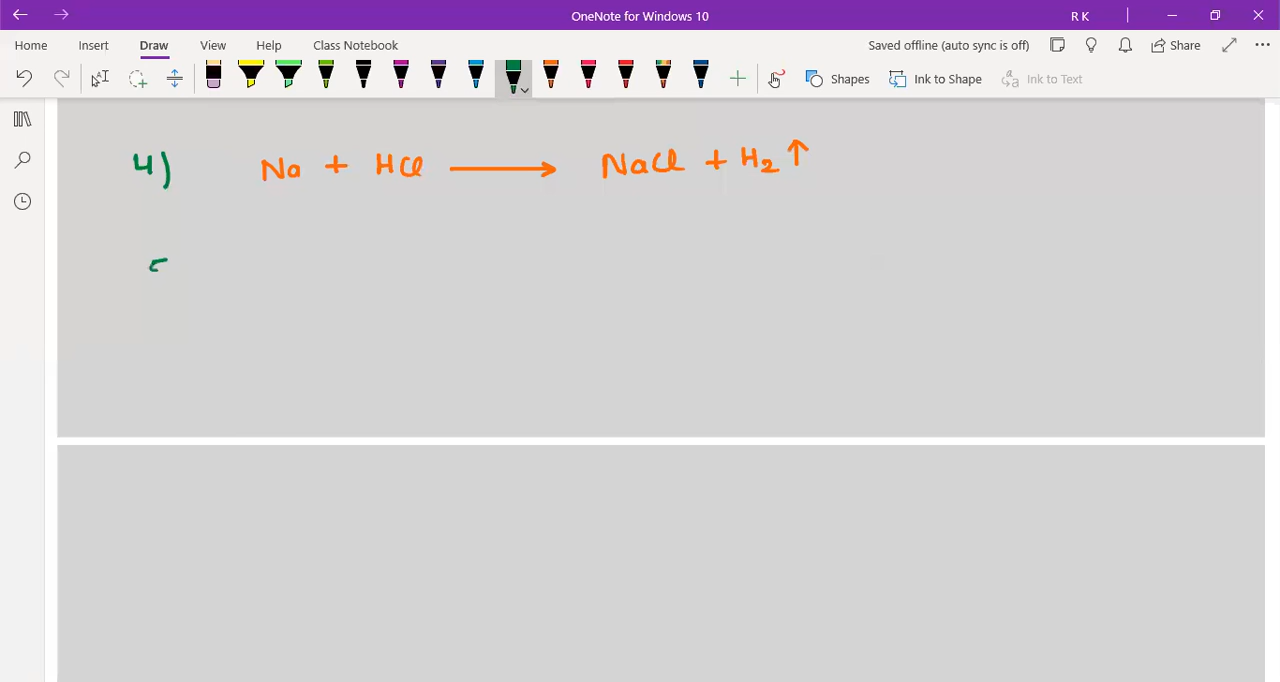 OneNote for Windows 10
R K
Home Insert Draw View Help Class Notebook
Saved offline (auto sync is off) Share
Shapes Ink to Shape Ink to Text
4) Na + HCl ⟶ NaCl + H₂ ↑